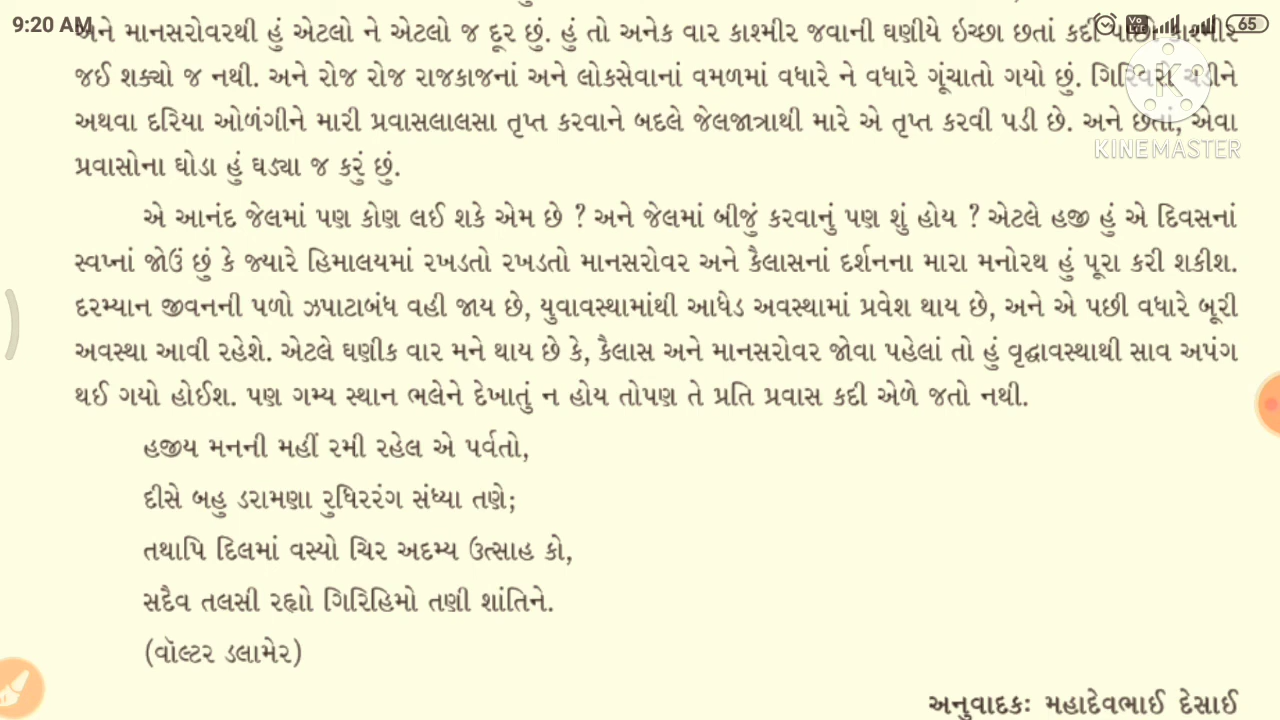 9:20 AM
અને માનસરોવરથી હું એટલો ને એટલો જ દૂર છું. હું તો અનેક વાર કાશ્મીર જવાની ઘણીયે ઇચ્છા છતાં કદી પાછો કાશ્મીર
65
જઈ શક્યો જ નથી. અને રોજ રોજ રાજકાજનાં અને લોકસેવાનાં વમળમાં વધારે ને વધારે ગૂંચાતો ગયો છું. ગિરિવરો ચડીને
અથવા દરિયા ઓળંગીને મારી પ્રવાસલાલસા તૃપ્ત કરવાને બદલે જેલજાત્રાથી મારે એ તૃપ્ત કરવી પડી છે. અને છતાં, એવા
KINEMASTER
પ્રવાસોના ઘોડા હું ઘડ્યા જ કરું છું.
એ આનંદ જેલમાં પણ કોણ લઈ શકે એમ છે ? અને જેલમાં બીજું કરવાનું પણ શું હોય ? એટલે હજી હું એ દિવસનાં
સ્વપ્નાં જોઉં છું કે જ્યારે હિમાલયમાં રખડતો રખડતો માનસરોવર અને કૈલાસનાં દર્શનના મારા મનોરથ હું પૂરા કરી શકીશ.
દરમ્યાન જીવનની પળો ઝપાટાબંધ વહી જાય છે, યુવાવસ્થામાંથી આધેડ અવસ્થામાં પ્રવેશ થાય છે, અને એ પછી વધારે બૂરી
અવસ્થા આવી રહેશે. એટલે ઘણીક વાર મને થાય છે કે, કૈલાસ અને માનસરોવર જોવા પહેલાં તો હું વૃદ્ધાવસ્થાથી સાવ અપંગ
થઈ ગયો હોઈશ. પણ ગમ્ય સ્થાન ભલેને દેખાતું ન હોય તોપણ તે પ્રતિ પ્રવાસ કદી એળે જતો નથી.
હજીય મનની મહીં રમી રહેલ એ પર્વતો,
દીસે બહુ ડરામણા રુધિરરંગ સંધ્યા તણે;
તથાપિ દિલમાં વસ્યો ચિર અદમ્ય ઉત્સાહ કો,
સદૈવ તલસી રહ્યો ગિરિહિમો તણી શાંતિને.
(વૉલ્ટર ડલામેર)
અનુવાદકઃ મહાદેવભાઈ દેસાઈ